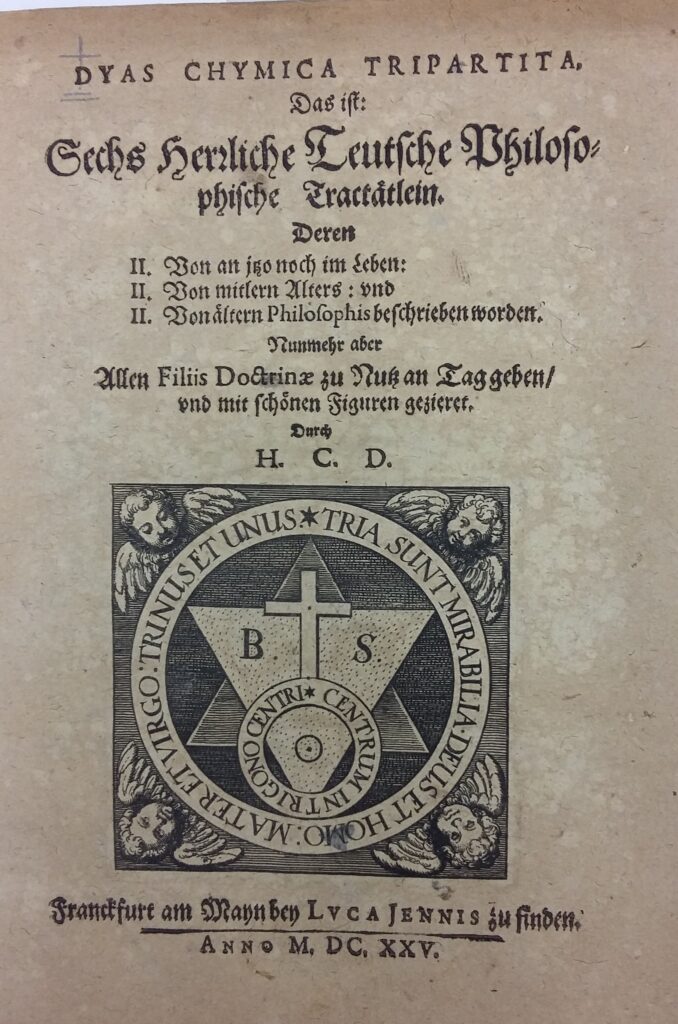 DYAS CHYMICA TRIPARTITA,
Das ist:
Sechs Herrliche Teutsche Philoso-
phische Tractätlein.
Deren
II. Von an jtzo noch im Leben:
II. Von mitlern Alters: vnd
II. Von ältern Philosophis beschrieben worden.
Nunmehr aber
Allen Filiis Doctrinæ zu Nutz an Tag geben/
vnd mit schönen Figuren gezieret.
Durch
H. C. D.
TRIA SUNT MIRABILIA · DEUS ET HOMO: MATER ET VIRGO: TRINUS ET UNUS *
B S
CENTRUM IN TRIGONO CENTRI *
Franckfurt am Mayn bey LVCA JENNIS zu finden.
ANNO M. DC. XXV.